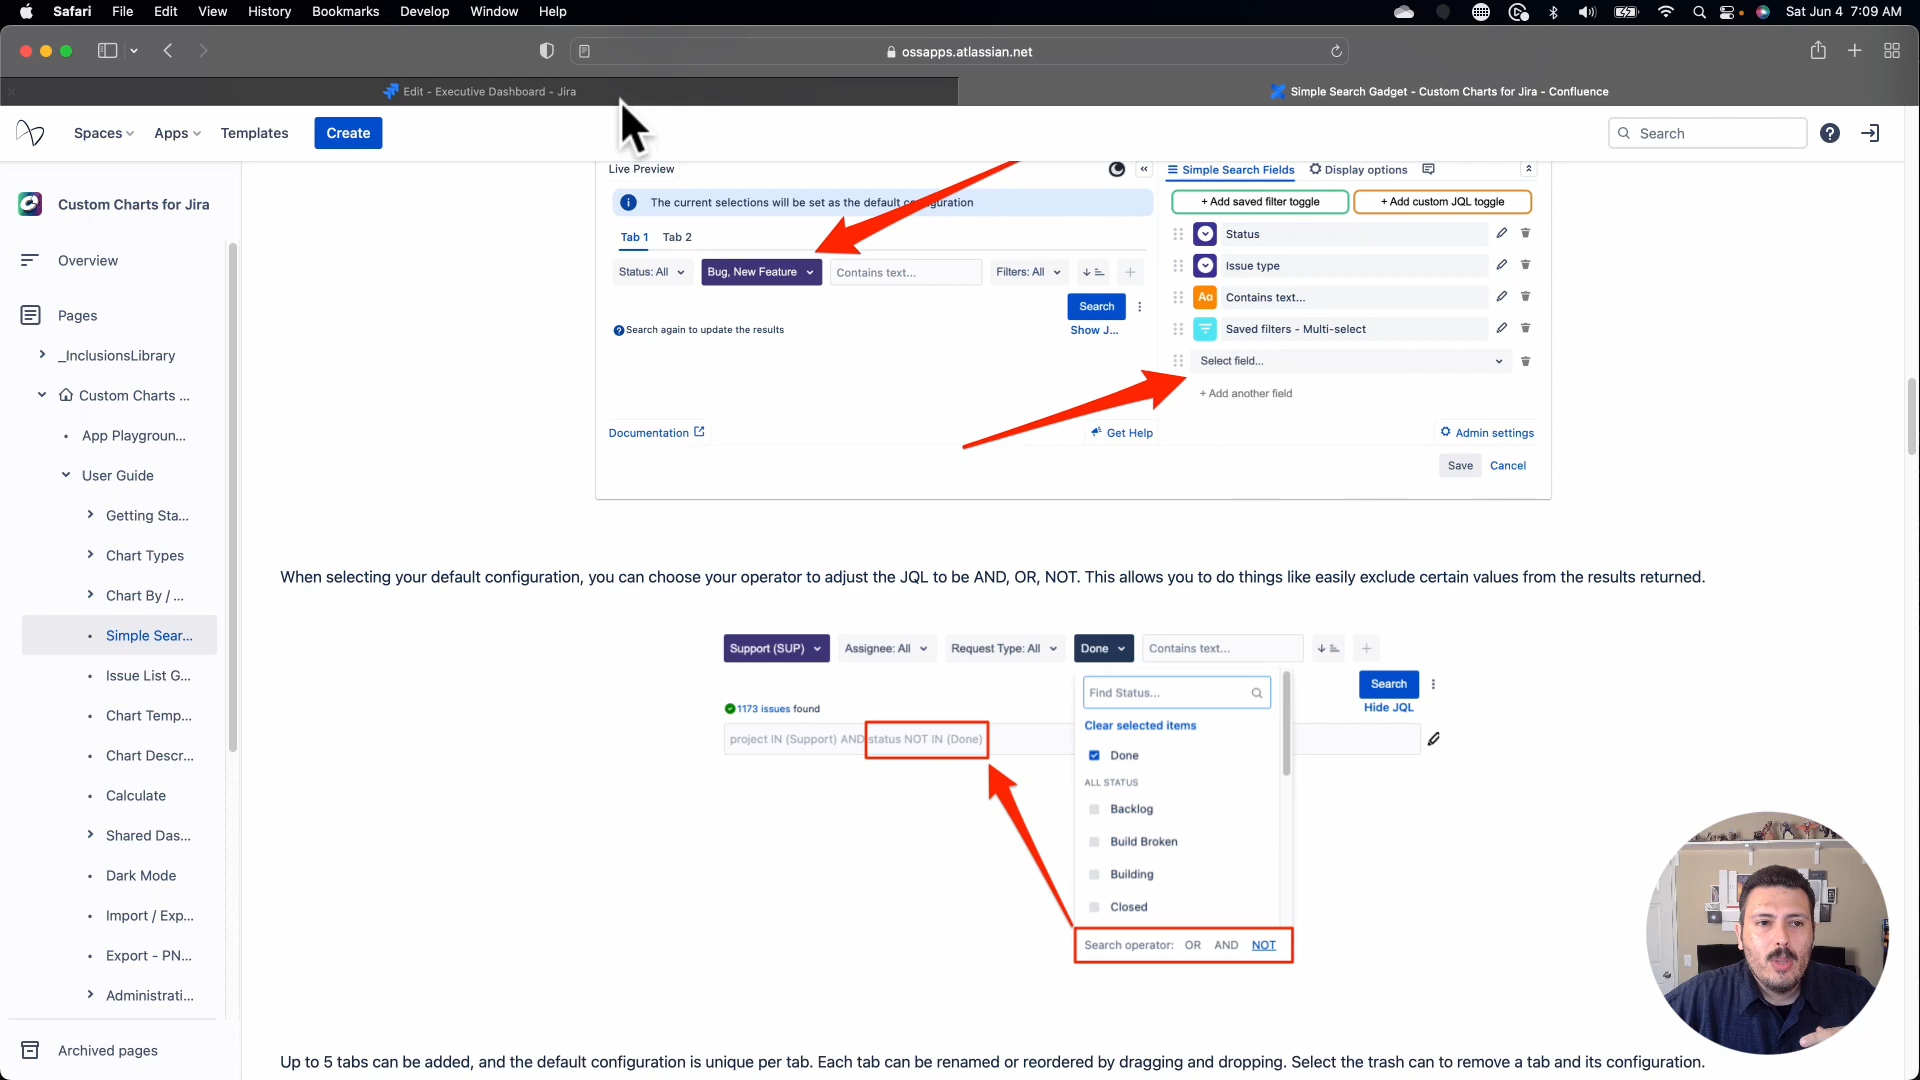 Safari File Edit View History Bookmarks Develop Window Help Sat Jun 4 7:09 AM
ossapps.atlassian.net
Edit - Executive Dashboard - Jira
Simple Search Gadget - Custom Charts for Jira - Confluence
Spaces Apps Templates Create Search
Custom Charts for Jira
Overview
Pages
_InclusionsLibrary
Custom Charts ...
App Playgroun...
User Guide
Getting Sta...
Chart Types
Chart By / ...
Simple Sear...
Issue List G...
Chart Temp...
Chart Descr...
Calculate
Shared Das...
Dark Mode
Import / Exp...
Export - PN...
Administrati...
Archived pages
Live Preview
The current selections will be set as the default configuration
Tab 1 Tab 2
Status: All Bug, New Feature Contains text... Filters: All
Search
Search again to update the results Show J...
Documentation Get Help
Simple Search Fields Display options
+ Add saved filter toggle + Add custom JQL toggle
Status
Issue type
Aa Contains text...
Saved filters - Multi-select
Select field...
+ Add another field
Admin settings
Save Cancel
When selecting your default configuration, you can choose your operator to adjust the JQL to be AND, OR, NOT. This allows you to do things like easily exclude certain values from the results returned.
Support (SUP) Assignee: All Request Type: All Done Contains text...
Search
1173 issues found Hide JQL
project IN (Support) AND status NOT IN (Done)
Find Status...
Clear selected items
Done
ALL STATUS
Backlog
Build Broken
Building
Closed
Search operator: OR AND NOT
Up to 5 tabs can be added, and the default configuration is unique per tab. Each tab can be renamed or reordered by dragging and dropping. Select the trash can to remove a tab and its configuration.